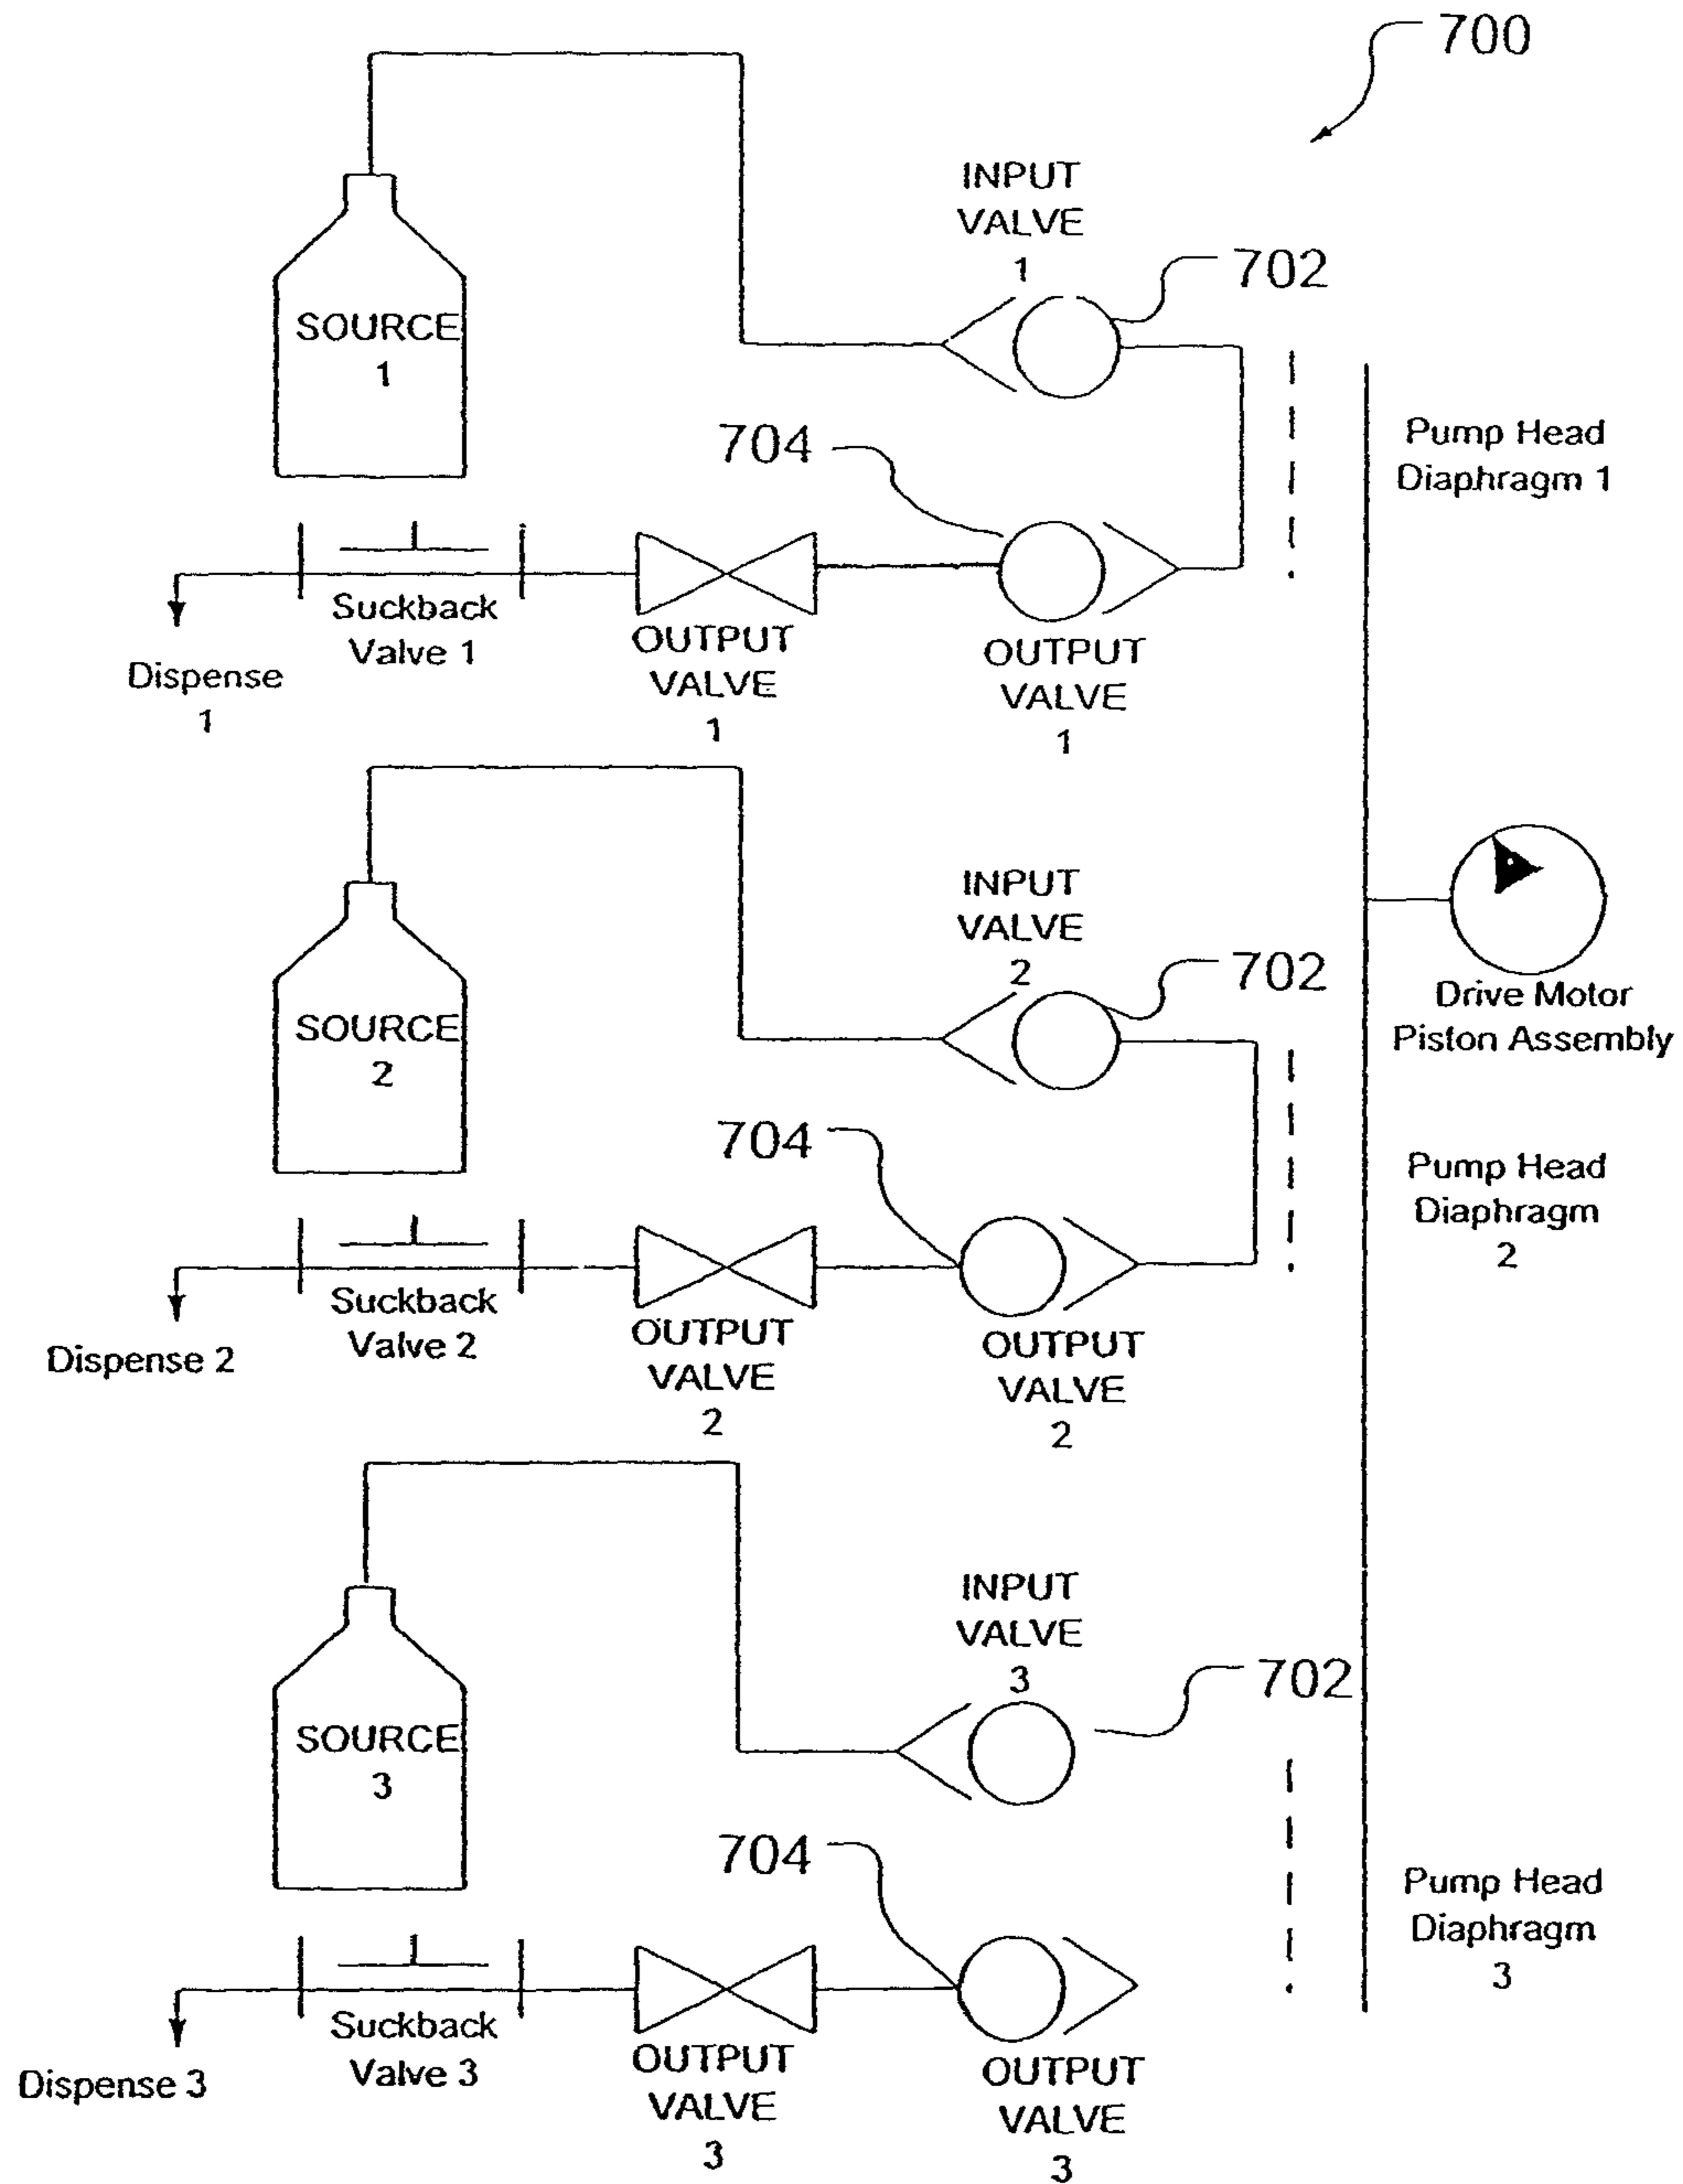 700
INPUT
VALVE
1
702
SOURCE
1
704
Pump Head
Diaphragm 1
Suckback
Valve 1
OUTPUT
VALVE
1
OUTPUT
VALVE
1
Dispense
1
INPUT
VALVE
2
702
Drive Motor
Piston Assembly
SOURCE
2
704
Pump Head
Diaphragm
2
Suckback
Valve 2
OUTPUT
VALVE
2
OUTPUT
VALVE
2
Dispense 2
INPUT
VALVE
3
702
SOURCE
3
704
Pump Head
Diaphragm
3
Suckback
Valve 3
OUTPUT
VALVE
3
OUTPUT
VALVE
3
Dispense 3